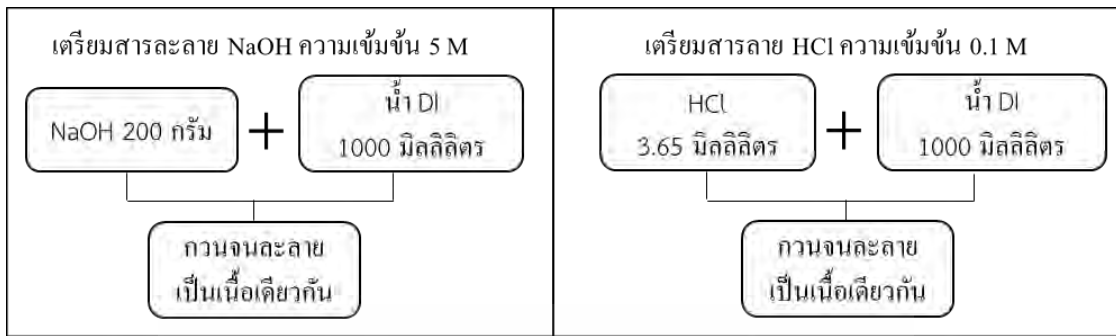 เตรียมสารละลาย NaOH ความเข้มข้น 5 M
NaOH 200 กรัม
+
น้ำ DI
1000 มิลลิลิตร
กวนจนละลาย
เป็นเนื้อเดียวกัน
เตรียมสารลาย HCl ความเข้มข้น 0.1 M
HCl
3.65 มิลลิลิตร
+
น้ำ DI
1000 มิลลิลิตร
กวนจนละลาย
เป็นเนื้อเดียวกัน